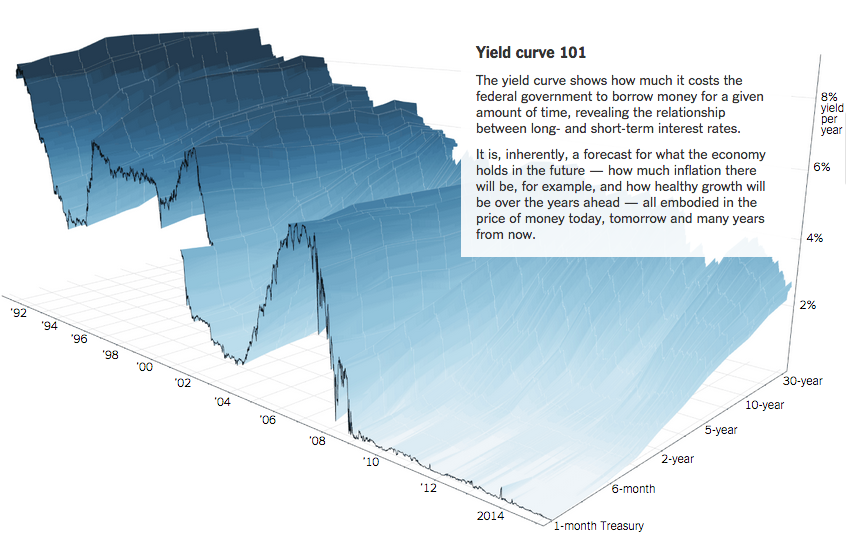 Yield curve 101
The yield curve shows how much it costs the
federal government to borrow money for a given
amount of time, revealing the relationship
between long- and short-term interest rates.
It is, inherently, a forecast for what the economy
holds in the future — how much inflation there
will be, for example, and how healthy growth will
be over the years ahead — all embodied in the
price of money today, tomorrow and many years
from now.
8%
yield
per
year
6%
4%
2%
'92
'94
'96
'98
'00
'02
'04
'06
'08
'10
'12
2014
30-year
10-year
5-year
2-year
6-month
1-month Treasury